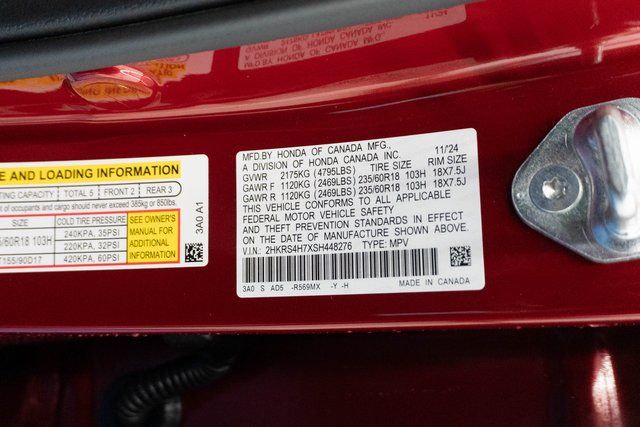 E AND LOADING INFORMATION
TING CAPACITY TOTAL 5 FRONT 2 REAR 3
of occupants and cargo should never exceed 385kg or 850lbs.
SIZE COLD TIRE PRESSURE SEE OWNER'S MANUAL FOR ADDITIONAL INFORMATION
/60R18 103H 240KPA, 35PSI
220KPA, 32PSI
T155/90D17 420KPA, 60PSI
3A0 A1
MFD.BY HONDA OF CANADA MFG., 11/24
A DIVISION OF HONDA CANADA INC.
GVWR 2175KG (4795LBS) TIRE SIZE RIM SIZE
GAWR F 1120KG (2469LBS) 235/60R18 103H 18X7.5J
GAWR R 1120KG (2469LBS) 235/60R18 103H 18X7.5J
THIS VEHICLE CONFORMS TO ALL APPLICABLE
FEDERAL MOTOR VEHICLE SAFETY
AND THEFT PREVENTION STANDARDS IN EFFECT
ON THE DATE OF MANUFACTURE SHOWN ABOVE.
V.I.N.: 2HKRS4H7XSH448276 TYPE: MPV
3A0 S AD5 -R569MX -Y -H MADE IN CANADA